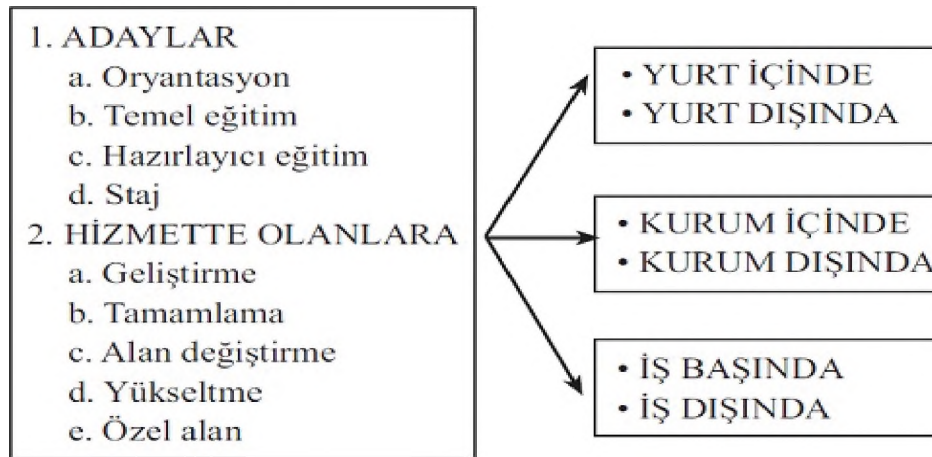 1. ADAYLAR
a. Oryantasyon
b. Temel eğitim
c. Hazırlayıcı eğitim
d. Staj
2. HİZMETTE OLANLARA
a. Geliştirme
b. Tamamlama
c. Alan değiştirme
d. Yükseltme
e. Özel alan
• YURT İÇİNDE
• YURT DIŞINDA
• KURUM İÇİNDE
• KURUM DIŞINDA
• İŞ BAŞINDA
• İŞ DIŞINDA